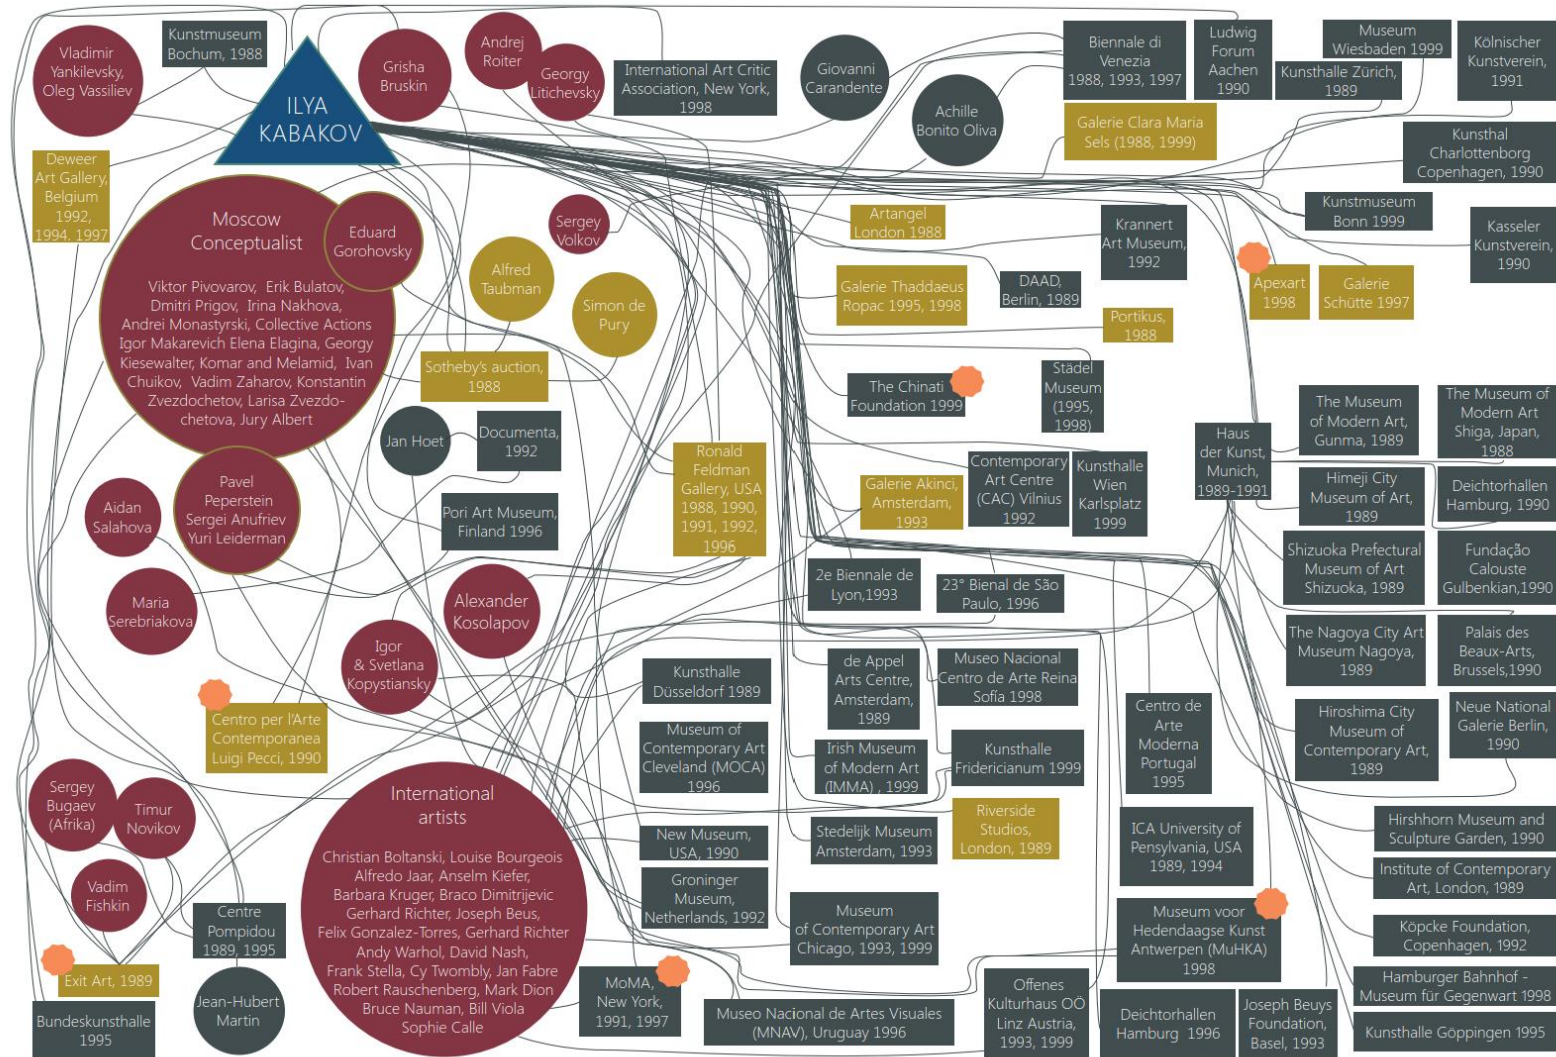 Vladimir
Yankilevsky,
Oleg Vassiliev
Kunstmuseum
Bochum, 1988
ILYA
KABAKOV
Grisha
Bruskin
Andrej
Roiter
Georgy
Litichevsky
International Art Critic
Association, New York,
1998
Giovanni
Carandente
Achille
Bonito Oliva
Biennale di
Venezia
1988, 1993, 1997
Ludwig
Forum
Aachen
1990
Museum
Wiesbaden 1999
Kunsthalle Zürich,
1989
Kölnischer
Kunstverein,
1991
Galerie Clara Maria
Sels (1988, 1999)
Kunsthal
Charlottenborg
Copenhagen, 1990
Deweer
Art Gallery,
Belgium
1992,
1994. 1997
Moscow
Conceptualist
Viktor Pivovarov, Erik Bulatov,
Dmitri Prigov, Irina Nakhova,
Andrei Monastyrski, Collective Actions
Igor Makarevich Elena Elagina, Georgy
Kiesewalter, Komar and Melamid, Ivan
Chuikov, Vadim Zaharov, Konstantin
Zvezdochetov, Larisa Zvezdo-
chetova, Jury Albert
Eduard
Gorohovsky
Sergey
Volkov
Alfred
Taubman
Simon de
Pury
Sotheby's auction,
1988
Artangel
London 1988
Krannert
Art Museum,
1992
Kunstmuseum
Bonn 1999
Kasseler
Kunstverein,
1990
Galerie Thaddaeus
Ropac 1995, 1998
DAAD,
Berlin, 1989
Apexart
1998
Galerie
Schütte 1997
Portikus,
1988
The Chinati
Foundation 1999
Städel
Museum
(1995,
1998)
Jan Hoet
Documenta,
1992
Ronald
Feldman
Gallery, USA
1988, 1990,
1991, 1992,
1996
Haus
der Kunst,
Munich,
1989-1991
The Museum
of Modern Art,
Gunma, 1989
The Museum of
Modern Art
Shiga, Japan,
1988
Pavel
Peperstein
Sergei Anufriev
Yuri Leiderman
Aidan
Salahova
Pori Art Museum,
Finland 1996
Galerie Akinci,
Amsterdam,
1993
Contemporary
Art Centre
(CAC) Vilnius
1992
Kunsthalle
Wien
Karlsplatz
1999
Himeji City
Museum of Art,
1989
Deichtorhallen
Hamburg, 1990
Maria
Serebriakova
Alexander
Kosolapov
2e Biennale de
Lyon,1993
23° Bienal de São
Paulo, 1996
Shizuoka Prefectural
Museum of Art
Shizuoka, 1989
Fundação
Calouste
Gulbenkian,1990
Igor
& Svetlana
Kopystiansky
Kunsthalle
Düsseldorf 1989
de Appel
Arts Centre,
Amsterdam,
1989
Museo Nacional
Centro de Arte Reina
Sofía 1998
The Nagoya City Art
Museum Nagoya,
1989
Palais des
Beaux-Arts,
Brussels,1990
Centro per l'Arte
Contemporanea
Luigi Pecci, 1990
Museum of
Contemporary Art
Cleveland (MOCA)
1996
Irish Museum
of Modern Art
(IMMA) , 1999
Kunsthalle
Fridericianum 1999
Centro de
Arte
Moderna
Portugal
1995
Hiroshima City
Museum of
Contemporary Art,
1989
Neue National
Galerie Berlin,
1990
Sergey
Bugaev
(Afrika)
Timur
Novikov
Vadim
Fishkin
International
artists
Christian Boltanski, Louise Bourgeois
Alfredo Jaar, Anselm Kiefer,
Barbara Kruger, Braco Dimitrijevic
Gerhard Richter, Joseph Beus,
Felix Gonzalez-Torres, Gerhard Richter
Andy Warhol, David Nash,
Frank Stella, Cy Twombly, Jan Fabre
Robert Rauschenberg, Mark Dion
Bruce Nauman, Bill Viola
Sophie Calle
New Museum,
USA, 1990
Stedelijk Museum
Amsterdam, 1993
Riverside
Studios,
London, 1989
ICA University of
Pensylvania, USA
1989, 1994
Hirshhorn Museum and
Sculpture Garden, 1990
Groninger
Museum,
Netherlands, 1992
Institute of Contemporary
Art, London, 1989
Centre
Pompidou
1989, 1995
Museum
of Contemporary Art
Chicago, 1993, 1999
Museum voor
Hedendaagse Kunst
Antwerpen (MuHKA)
1998
Köpcke Foundation,
Copenhagen, 1992
Exit Art, 1989
Jean-Hubert
Martin
MoMA,
New York,
1991, 1997
Offenes
Kulturhaus OÖ
Linz Austria,
1993, 1999
Hamburger Bahnhof -
Museum für Gegenwart 1998
Bundeskunsthalle
1995
Museo Nacional de Artes Visuales
(MNAV), Uruguay 1996
Deichtorhallen
Hamburg 1996
Joseph Beuys
Foundation,
Basel, 1993
Kunsthalle Göppingen 1995